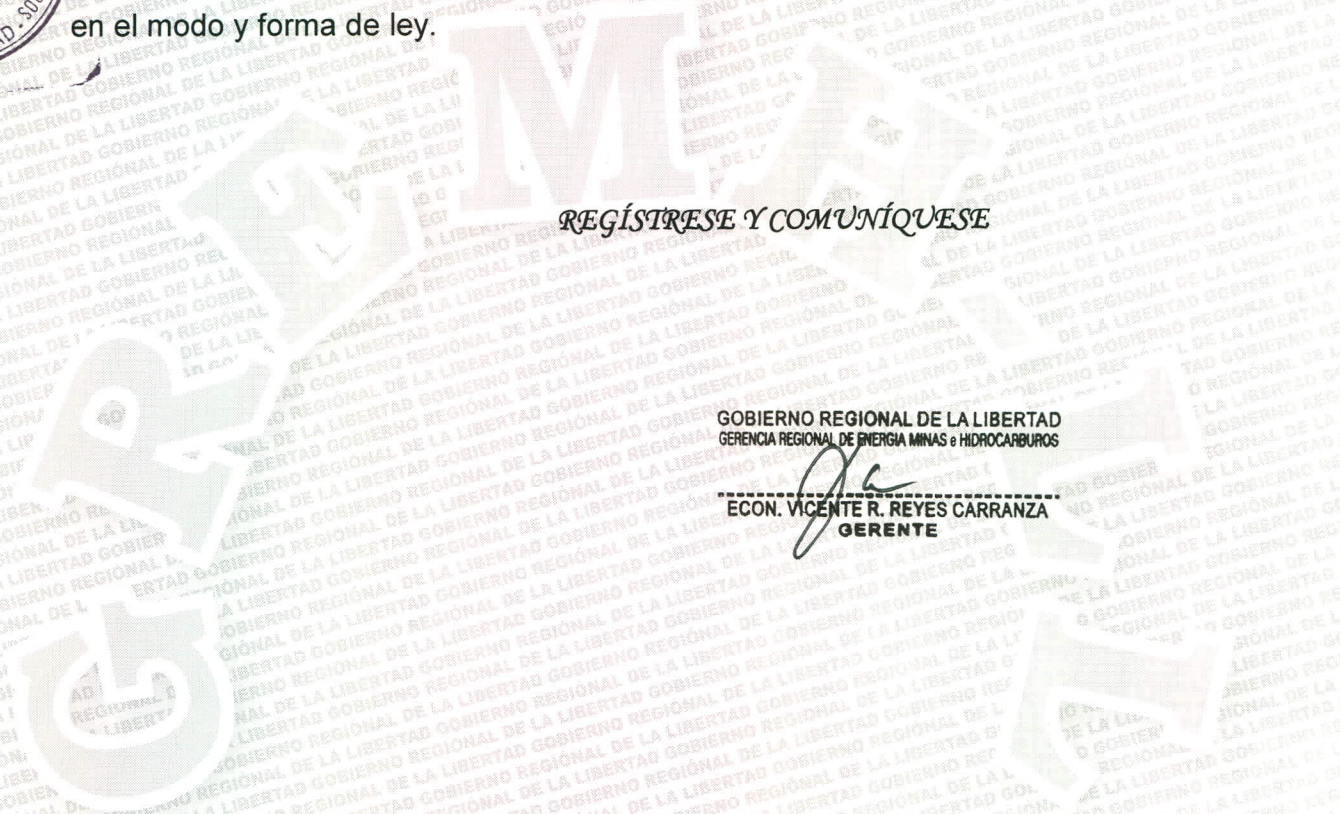 en el modo y forma de ley.
REGÍSTRESE Y COMUNÍQUESE
GOBIERNO REGIONAL DE LA LIBERTAD
GERENCIA REGIONAL DE ENERGIA MINAS e HIDROCARBUROS
ECON. VICENTE R. REYES CARRANZA
GERENTE